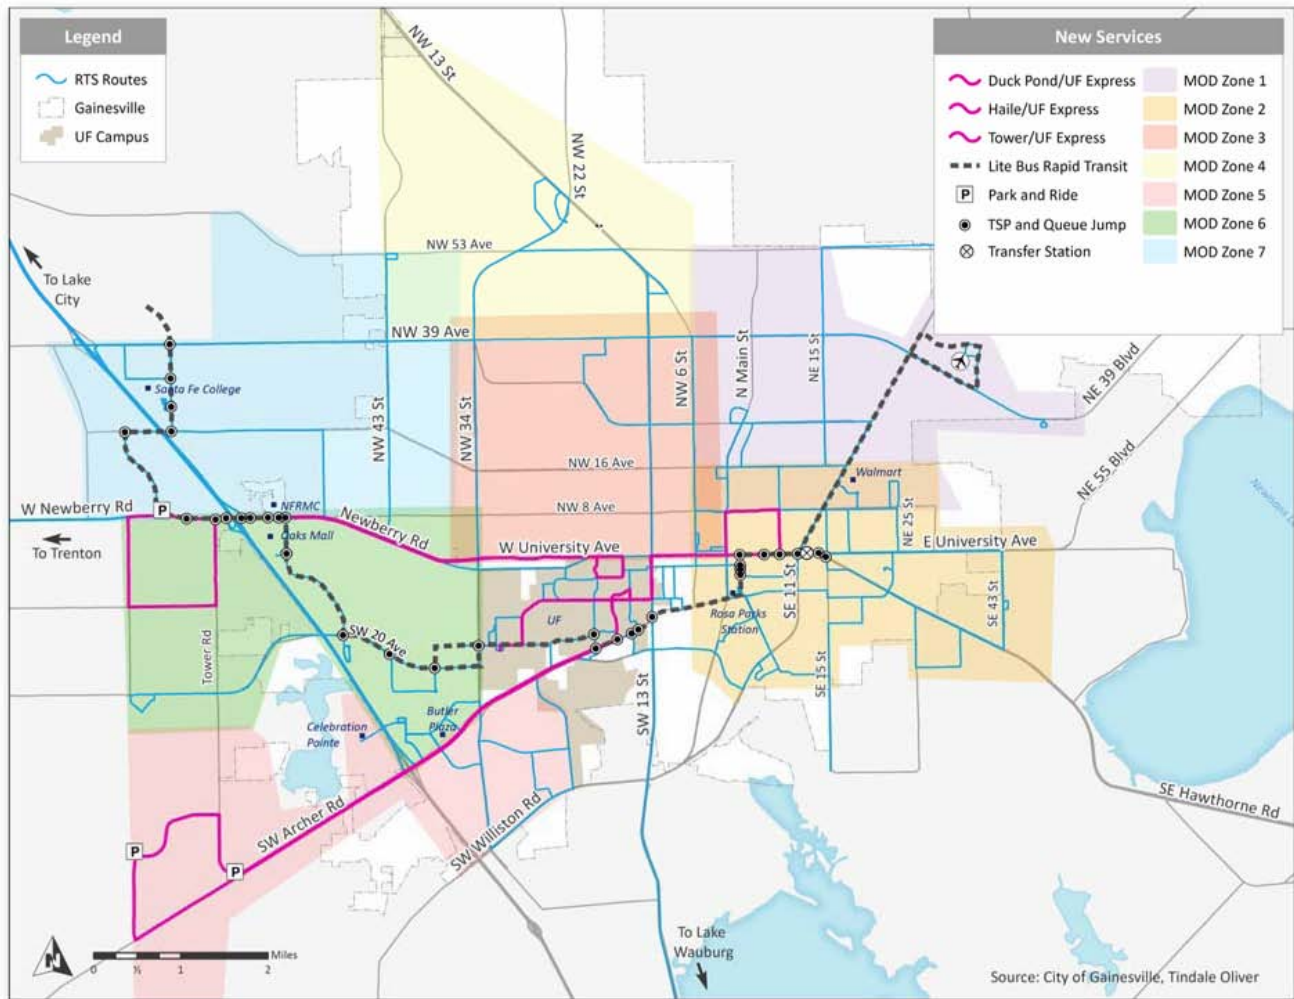 Legend
RTS Routes
Gainesville
UF Campus
New Services
Duck Pond/UF Express
Haile/UF Express
Tower/UF Express
Lite Bus Rapid Transit
P Park and Ride
TSP and Queue Jump
Transfer Station
MOD Zone 1
MOD Zone 2
MOD Zone 3
MOD Zone 4
MOD Zone 5
MOD Zone 6
MOD Zone 7
NW 13 St
NW 22 St
NW 53 Ave
To Lake
City
NW 39 Ave
N Main St
NE 15 St
NW 6 St
NE 39 Blvd
Santa Fe College
NW 43 St
NW 34 St
NW 16 Ave
Walmart
NE 55 Blvd
W Newberry Rd
P
NFRMC
NW 8 Ave
NE 25 St
Newberry Rd
Oaks Mall
To Trenton
W University Ave
E University Ave
SE 11 St
SE 43 St
UF
Rosa Parks
Station
SW 20 Ave
Tower Rd
SE 15 St
SW 13 St
Celebration
Pointe
Butler
Plaza
SW Archer Rd
SW Williston Rd
SE Hawthorne Rd
P
P
To Lake
Wauburg
N
0 ½ 1 2
Miles
Source: City of Gainesville, Tindale Oliver